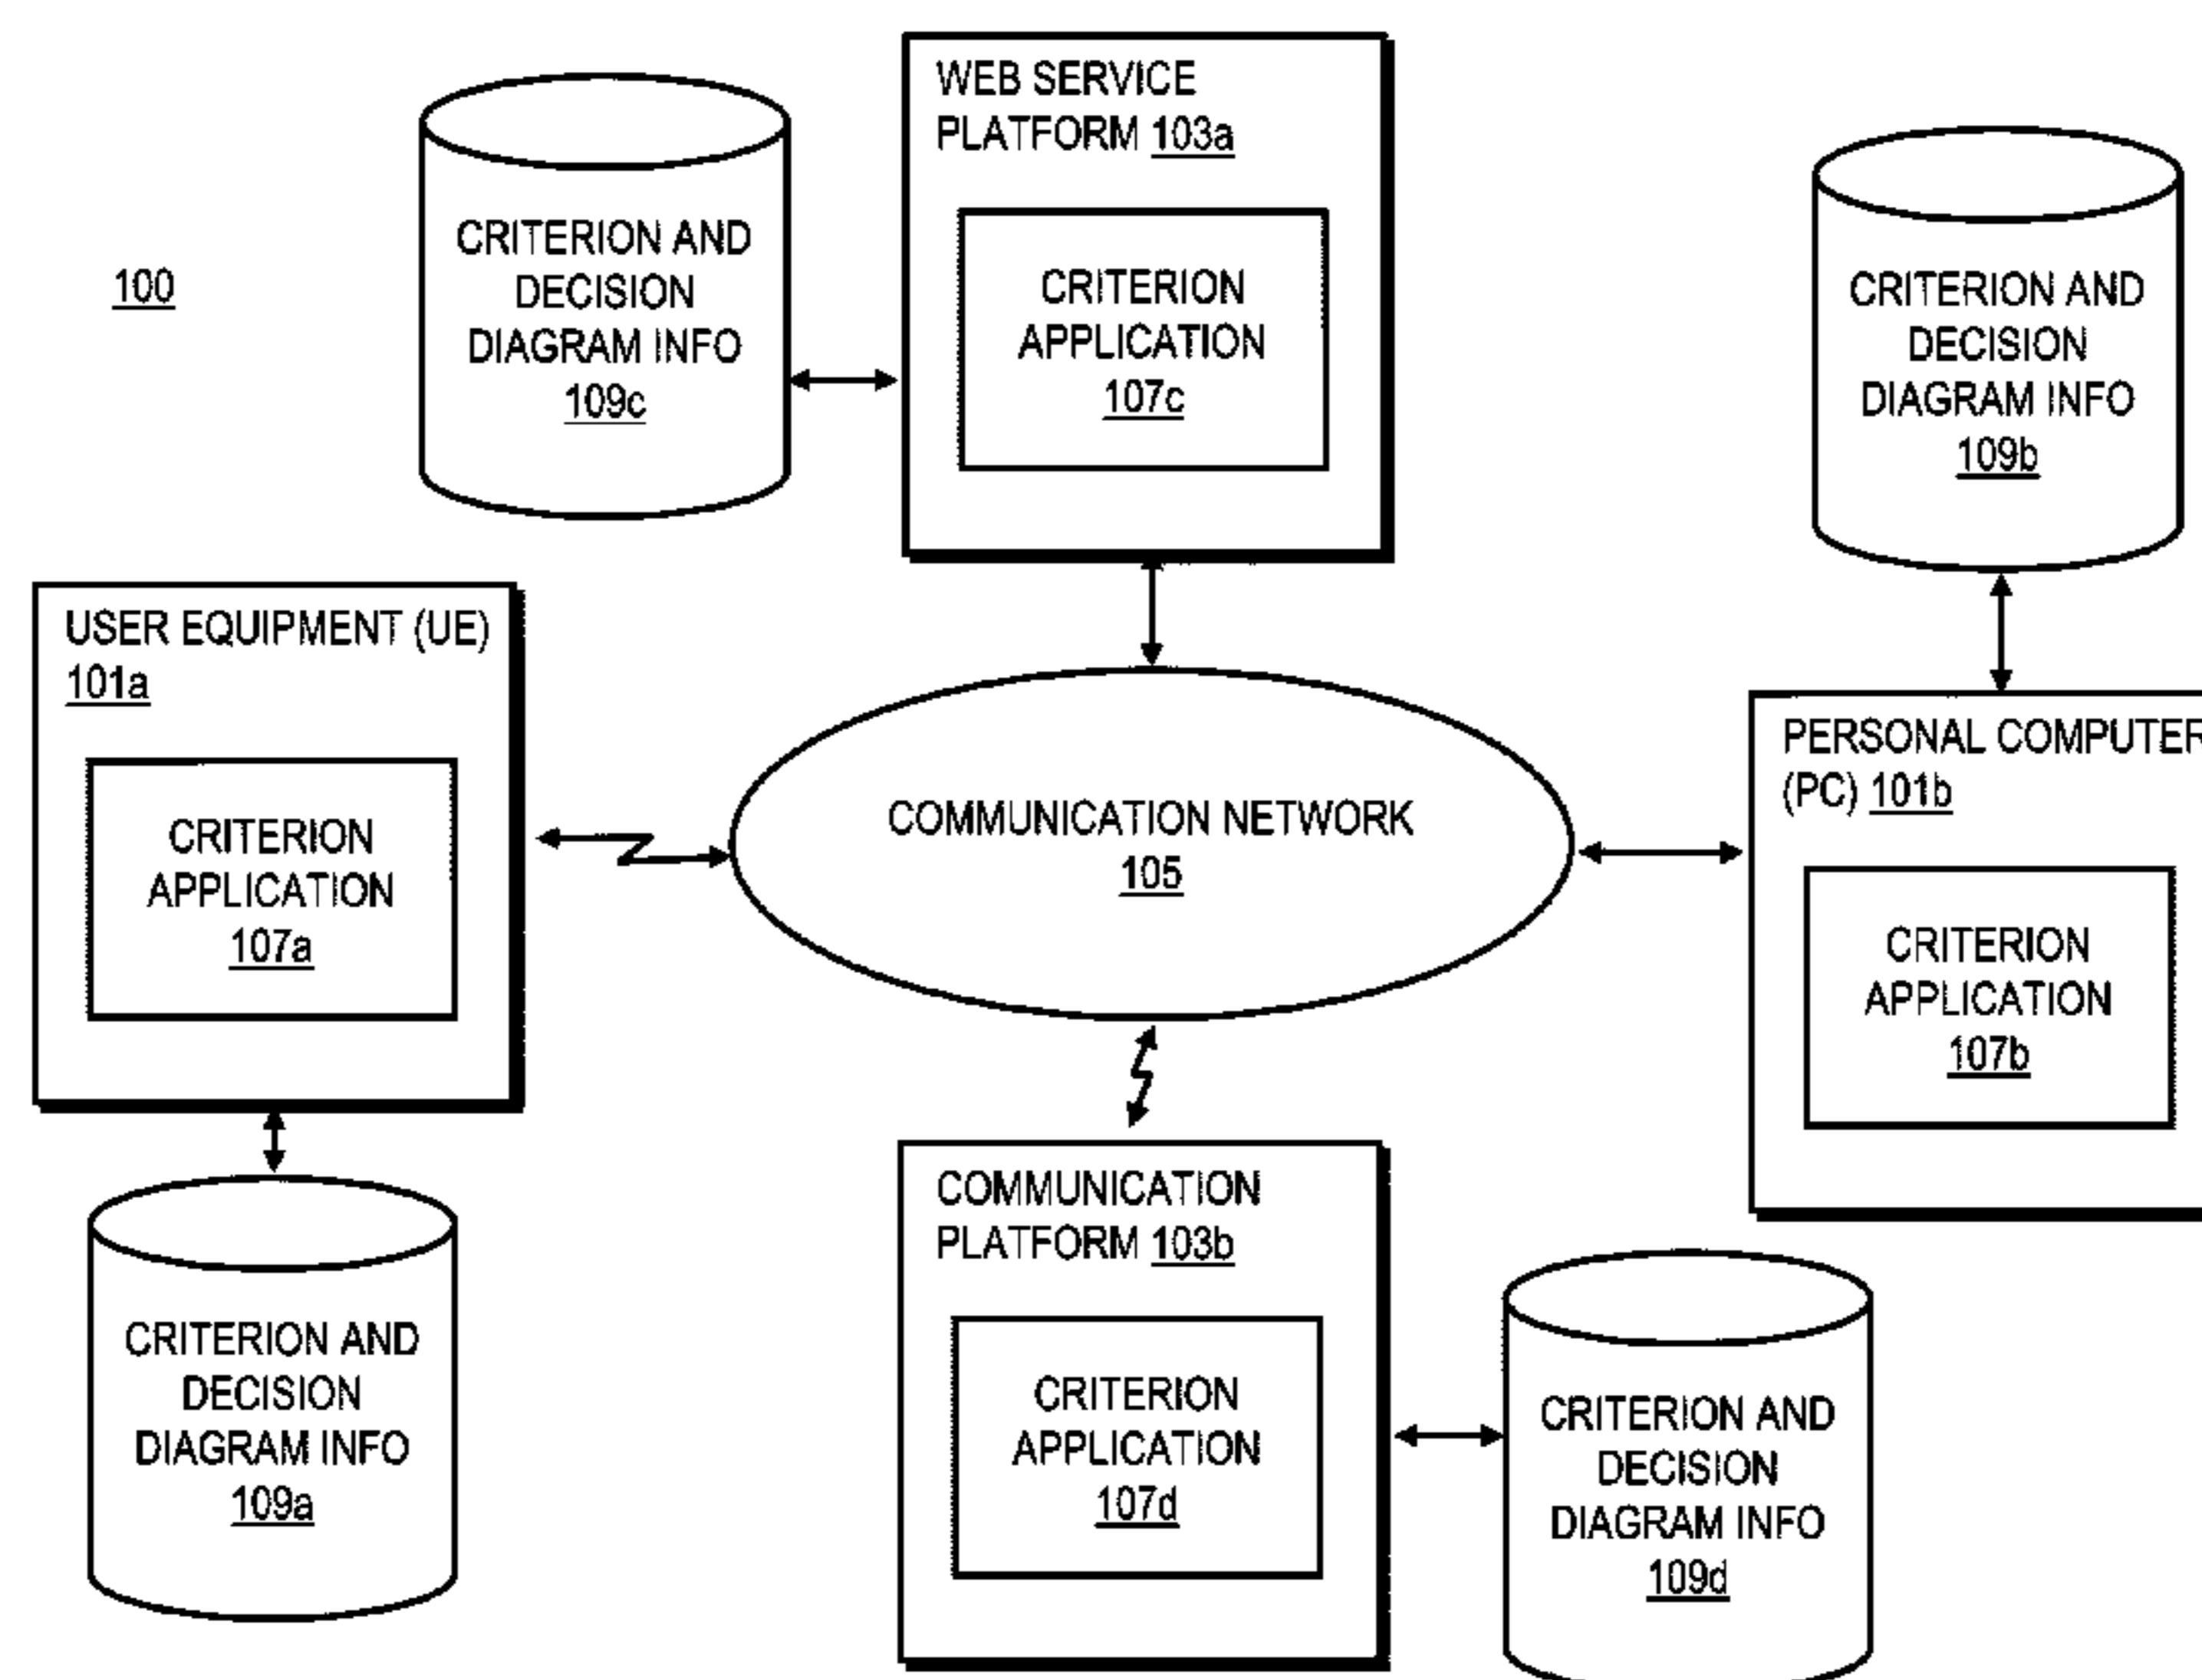 WEB SERVICE
PLATFORM 103a
CRITERION
APPLICATION
107c
CRITERION AND
DECISION
DIAGRAM INFO
109c
100
CRITERION AND
DECISION
DIAGRAM INFO
109b
USER EQUIPMENT (UE)
101a
CRITERION
APPLICATION
107a
COMMUNICATION NETWORK
105
PERSONAL COMPUTER
(PC) 101b
CRITERION
APPLICATION
107b
CRITERION AND
DECISION
DIAGRAM INFO
109a
COMMUNICATION
PLATFORM 103b
CRITERION
APPLICATION
107d
CRITERION AND
DECISION
DIAGRAM INFO
109d